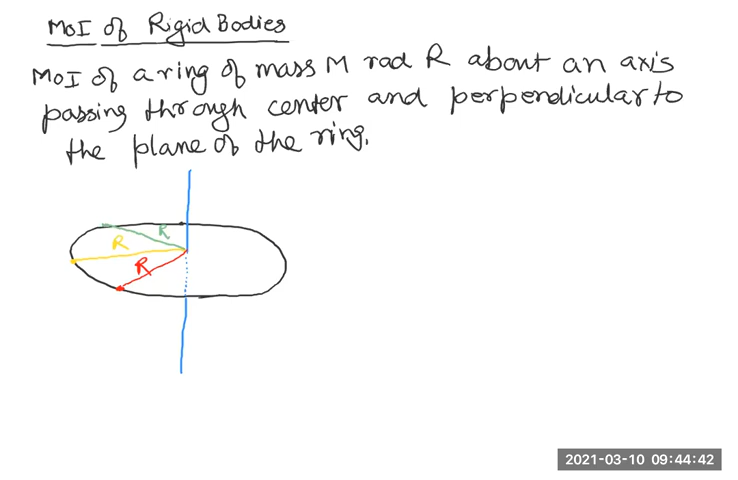 MoI of Rigid Bodies
MoI of a ring of mass M rad R about an axis
passing through center and perpendicular to
the plane of the ring.
R
R
R
2021-03-10 09:44:42